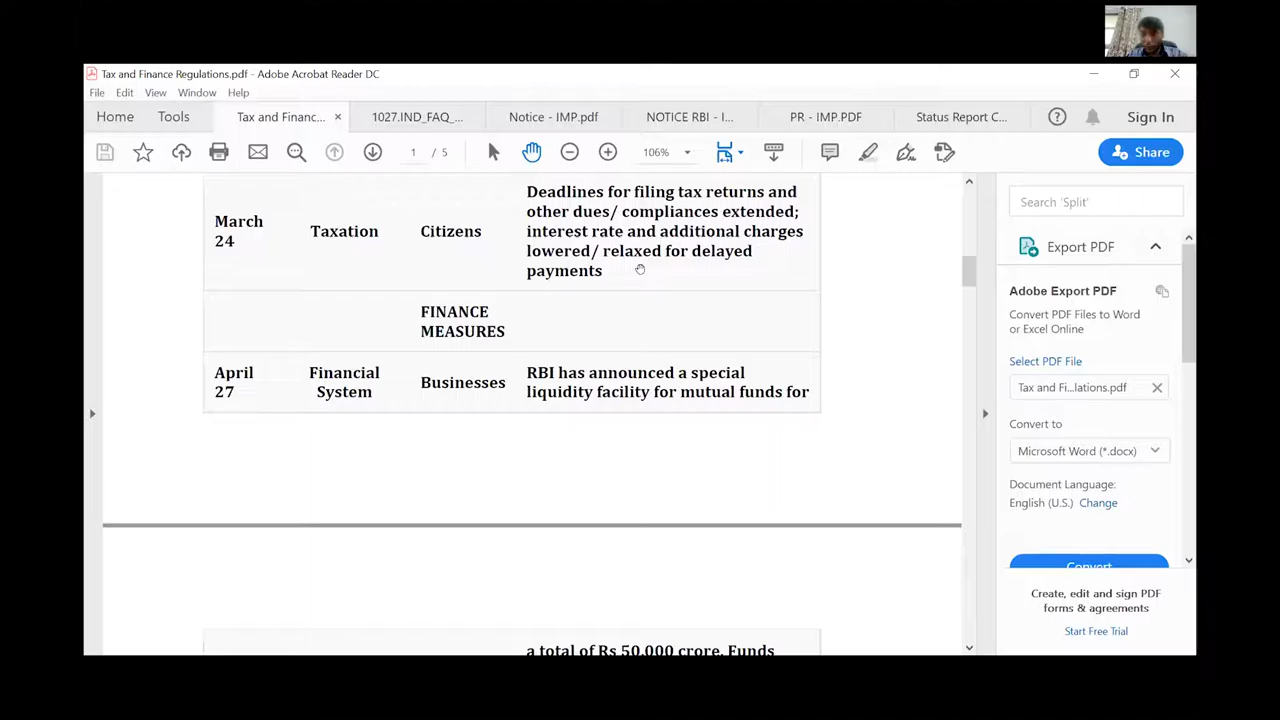 Tax and Finance Regulations.pdf - Adobe Acrobat Reader DC
File Edit View Window Help
Home Tools Tax and Financ... × 1027.IND_FAQ_... Notice - IMP.pdf NOTICE RBI - I... PR - IMP.PDF Status Report C... Sign In
1 / 5 106% Share
March
24
Taxation
Citizens
Deadlines for filing tax returns and
other dues/ compliances extended;
interest rate and additional charges
lowered/ relaxed for delayed
payments
FINANCE
MEASURES
April
27
Financial
System
Businesses
RBI has announced a special
liquidity facility for mutual funds for
a total of Rs 50,000 crore. Funds
Search 'Split'
Export PDF
Adobe Export PDF
Convert PDF Files to Word
or Excel Online
Select PDF File
Tax and Fi...lations.pdf
Convert to
Microsoft Word (*.docx)
Document Language:
English (U.S.) Change
Convert
Create, edit and sign PDF
forms & agreements
Start Free Trial